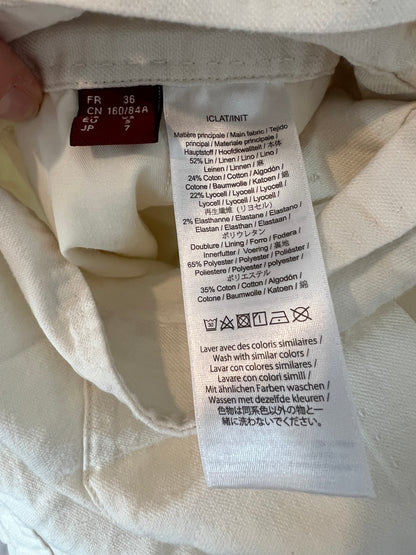 FR 36
CN 160/84A
EU 34 USA S
JP 7
ICLAT/INIT
Matière principale / Main fabric / Tejido
principal / Materiale principale /
Hauptstoff / Hoofdkwaliteit / 本体
52% Lin / Linen / Lino / Lino /
Leinen / Linnen / 麻
24% Coton / Cotton / Algodón /
Cotone / Baumwolle / Katoen / 綿
22% Lyocell / Lyocell / Lyocell /
Lyocell / Lyocell / Lyocell /
再生繊維（リヨセル）
2% Elasthanne / Elastane / Elastano /
Elastan / Elasthan / Elastaan /
ポリウレタン
Doublure / Lining / Forro / Fodera /
Innenfutter / Voering / 裏地
65% Polyester / Polyester / Poliéster /
Poliestere / Polyester / polyester /
ポリエステル
35% Coton / Cotton / Algodón /
Cotone / Baumwolle / Katoen / 綿
Laver avec des coloris similaires /
Wash with similar colors /
Lavar con colores similares /
Lavare con colori simili /
Mit ähnlichen Farben waschen /
Wassen met dezelfde kleuren /
色物は同系色以外の物と一
緒に洗わないでください。